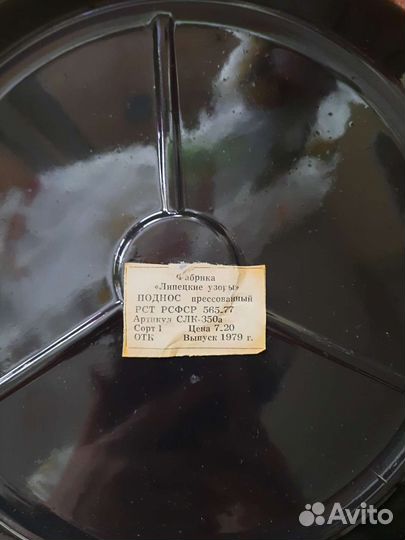 Фабрика
«Липецкие узоры»
ПОДНОС прессованный
РСТ РСФСР 565.77
Артикул СЛК-350а
Сорт 1 Цена 7.20
ОТК Выпуск 1979 г.
Avito